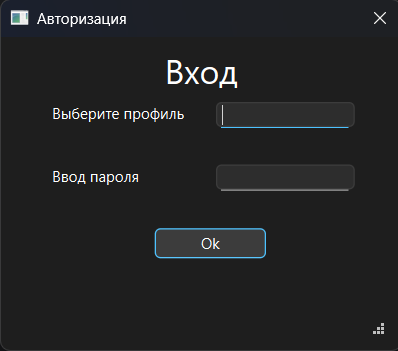 Авторизация
Вход
Выберите профиль
Ввод пароля
Ok